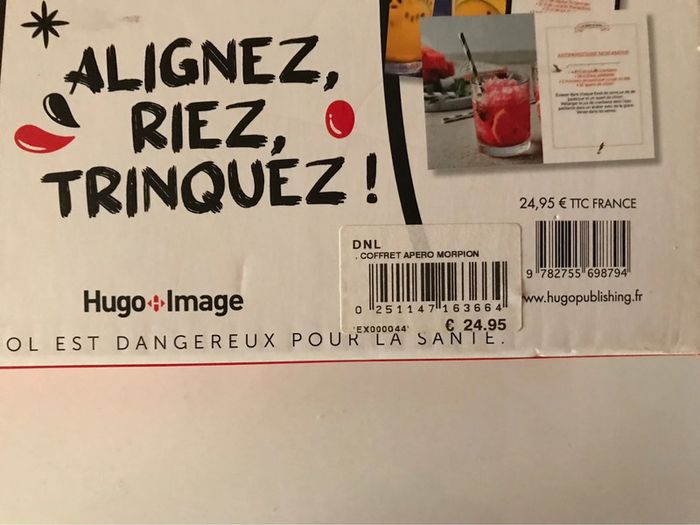 ALIGNEZ,
RIEZ,
TRINQUEZ !
24,95 € TTC FRANCE
9 782755 698794
www.hugopublishing.fr
DNL
. COFFRET APERO MORPION
0 251147 163664
'EX000044' € 24.95
Hugo Image
OL EST DANGEREUX POUR LA SANTÉ.